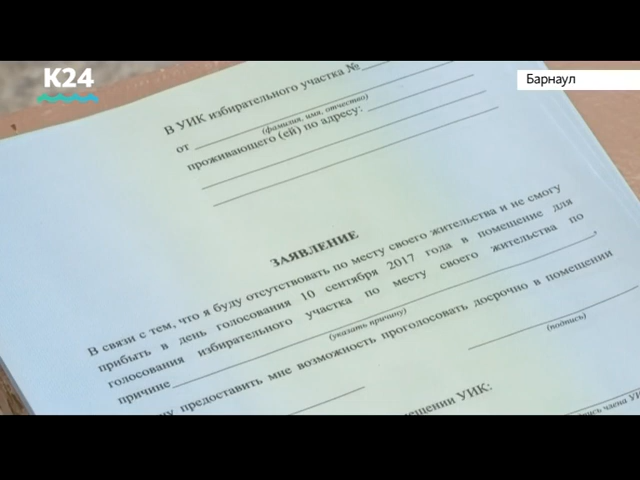 K24
Барнаул
В УИК избирательного участка №
от
(фамилия, имя, отчество)
проживающего (ей) по адресу:
ЗАЯВЛЕНИЕ
В связи с тем, что я буду отсутствовать по месту своего жительства и не смогу
прибыть в день голосования 10 сентября 2017 года в помещение для
голосования избирательного участка по месту своего жительства по
причине
(указать причину)
предоставить мне возможность проголосовать досрочно в помещении
(подпись)
УИК:
члена